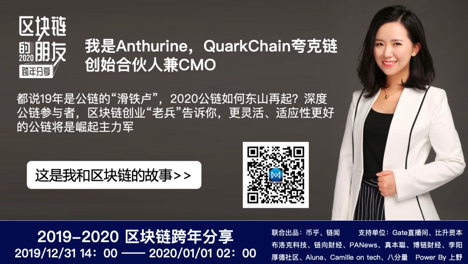 区块链
的朋友
2020
跨年分享
我是Anthurine，QuarkChain夸克链
创始合伙人兼CMO
都说19年是公链的“滑铁卢”，2020公链如何东山再起？深度
公链参与者，区块链创业“老兵”告诉你，更灵活、适应性更好
的公链将是崛起主力军
这是我和区块链的故事>>
2019-2020 区块链跨年分享
2019/12/31 14：00 —— 2020/01/01 02：00
联合出品：币乎、链闻 支持单位：Gate直播间、比升资本
布洛克科技、链向财经、PANews、真本聪、博链财经、李阳
厚德社区、Aluna、Camille on tech、八分量 Power By 上野